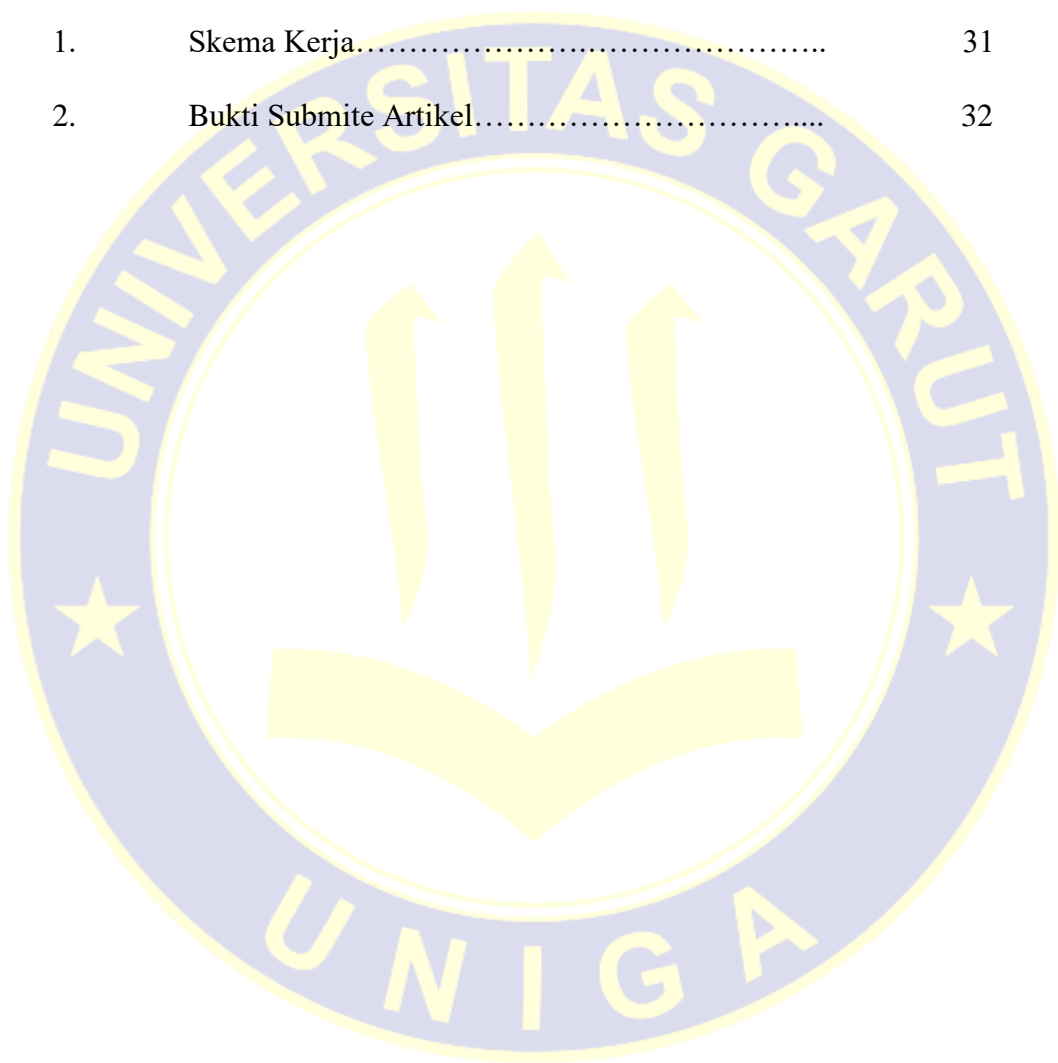 1. Skema Kerja…………………….…………………….. 31
2. Bukti Submite Artikel………………………….... 32
UNIVERSITAS GARUT
UNIGA